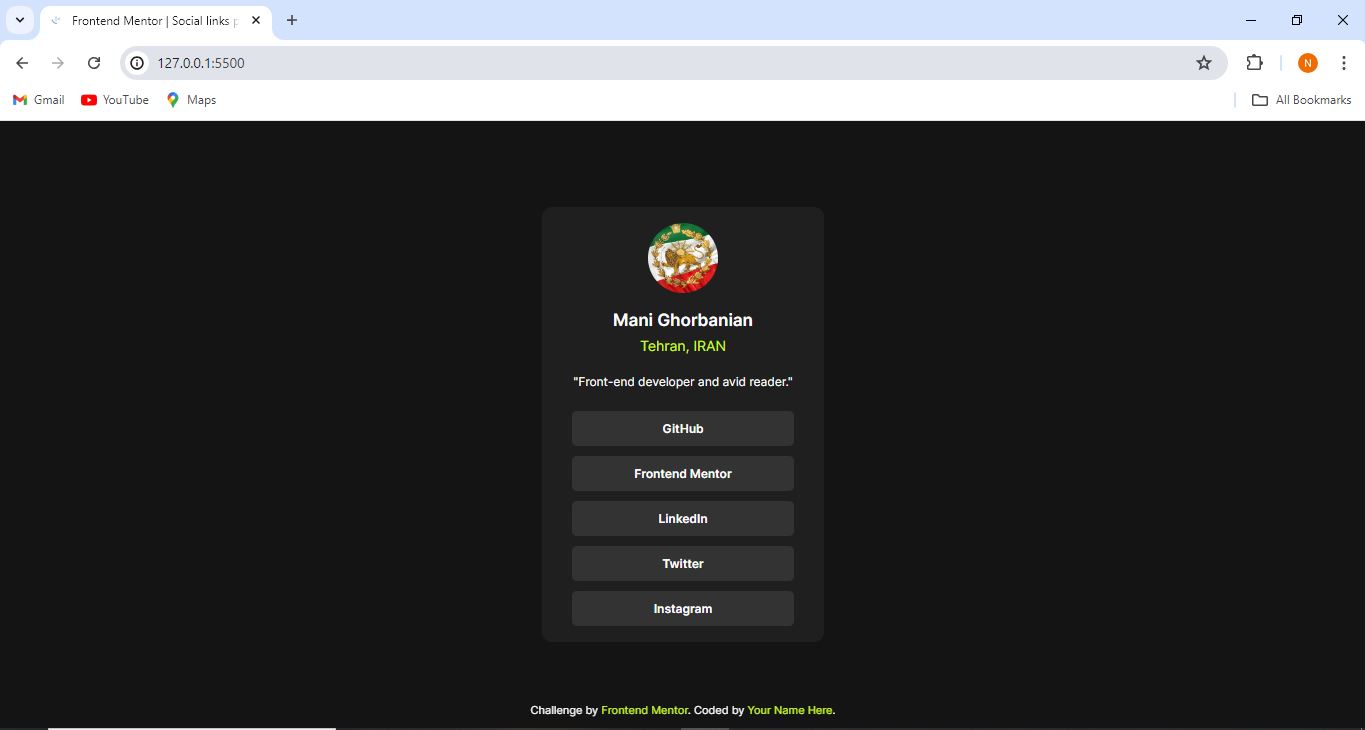 Frontend Mentor | Social links p
127.0.0.1:5500
N
Gmail YouTube Maps All Bookmarks
Mani Ghorbanian
Tehran, IRAN
"Front-end developer and avid reader."
GitHub
Frontend Mentor
LinkedIn
Twitter
Instagram
Challenge by Frontend Mentor. Coded by Your Name Here.